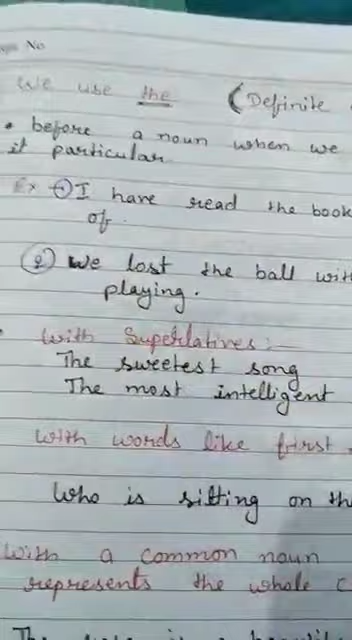 No
We use the (Definite
• before a noun when we
it particular
Ex ① I have read the book
of.
② We lost the ball with
playing.
With Superlatives:-
The sweetest song
The most intelligent
With words like first
Who is sitting on the
With a common noun
represents the whole c